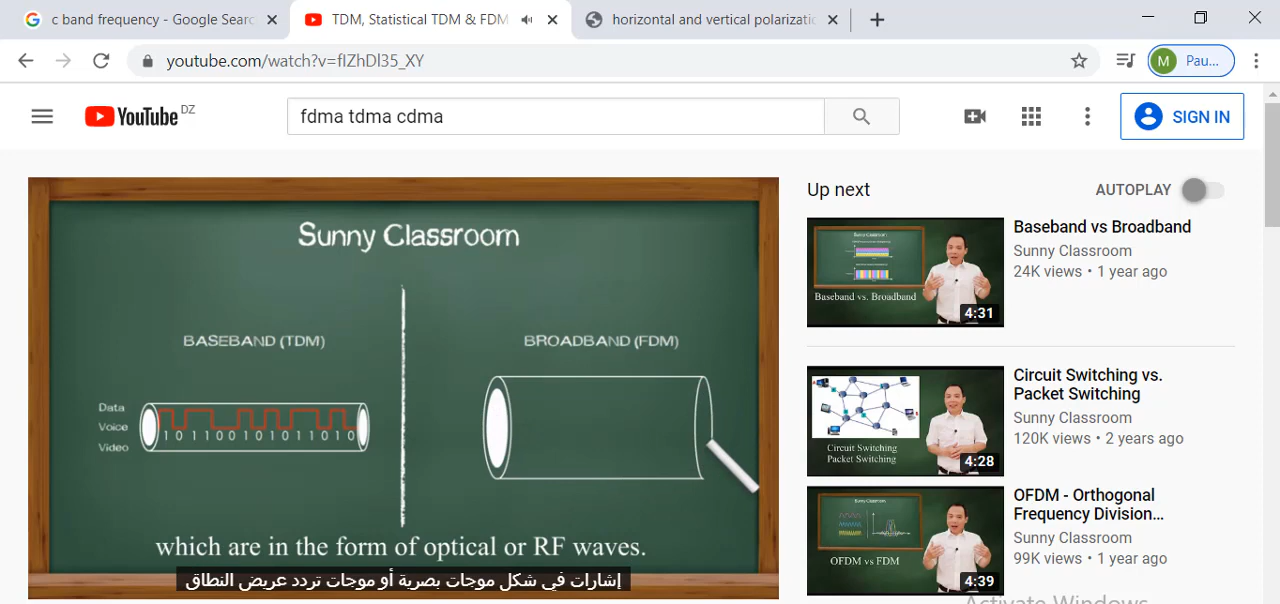 c band frequency - Google Searc
TDM, Statistical TDM & FDM
horizontal and vertical polarizatio
youtube.com/watch?v=fIZhDl35_XY
M Pau...
YouTube DZ
fdma tdma cdma
SIGN IN
Sunny Classroom
BASEBAND (TDM)
BROADBAND (FDM)
Data
Voice
Video
1 0 1 1 0 0 1 0 1 0 1 0 1 1 0 1 0
which are in the form of optical or RF waves.
إشارات في شكل موجات بصرية أو موجات تردد عريض النطاق
Up next
AUTOPLAY
Baseband vs. Broadband
4:31
Baseband vs Broadband
Sunny Classroom
24K views • 1 year ago
Circuit Switching
Packet Switching
4:28
Circuit Switching vs.
Packet Switching
Sunny Classroom
120K views • 2 years ago
OFDM vs FDM
4:39
OFDM - Orthogonal
Frequency Division...
Sunny Classroom
99K views • 1 year ago
Activate Windows